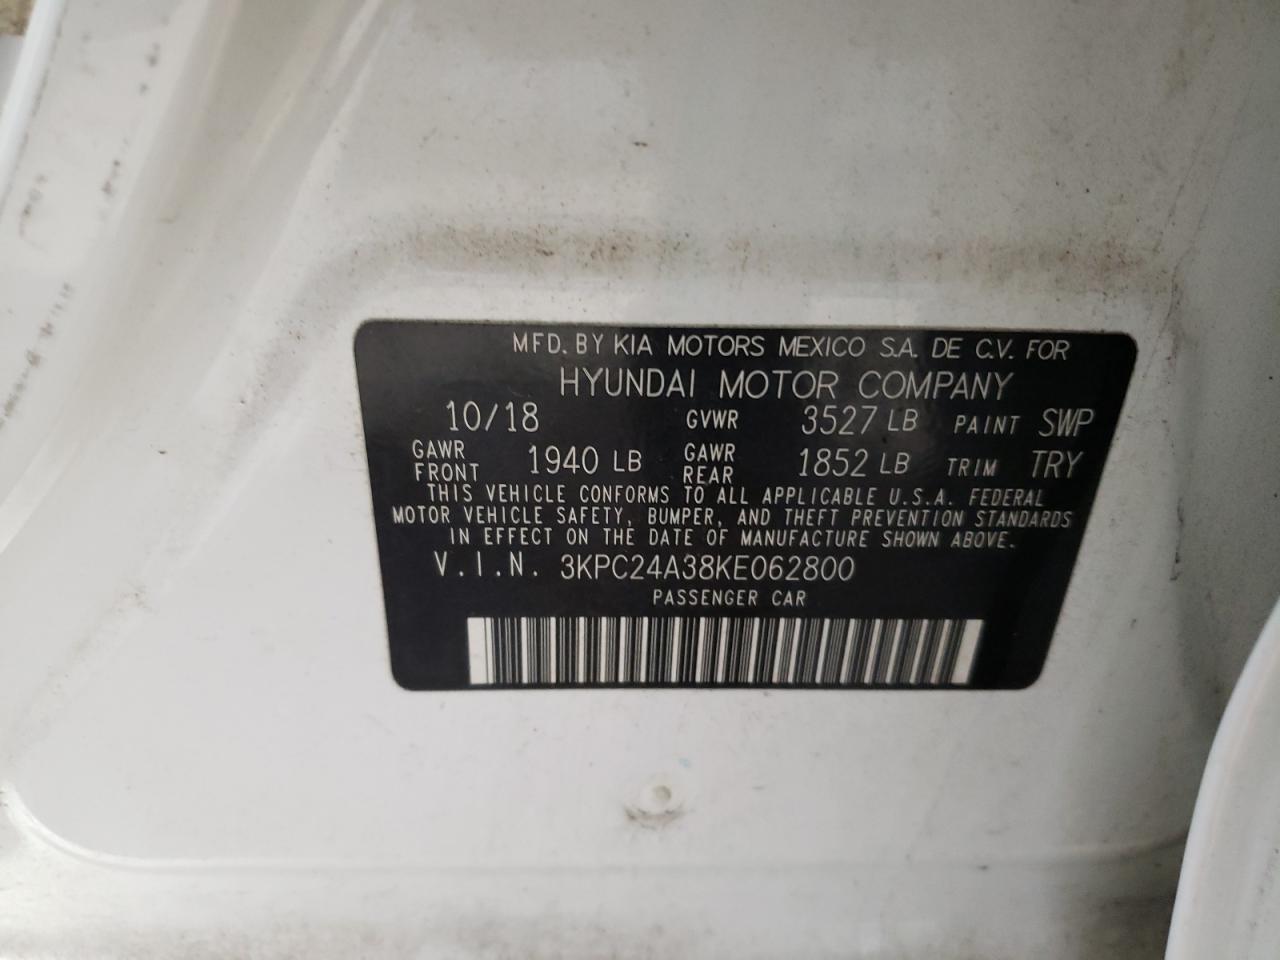 MFD. BY KIA MOTORS MEXICO S.A. DE C.V. FOR
HYUNDAI MOTOR COMPANY
10/18 GVWR 3527 LB PAINT SWP
GAWR FRONT 1940 LB GAWR REAR 1852 LB TRIM TRY
THIS VEHICLE CONFORMS TO ALL APPLICABLE U.S.A. FEDERAL
MOTOR VEHICLE SAFETY, BUMPER, AND THEFT PREVENTION STANDARDS
IN EFFECT ON THE DATE OF MANUFACTURE SHOWN ABOVE.
V.I.N. 3KPC24A38KE062800
PASSENGER CAR